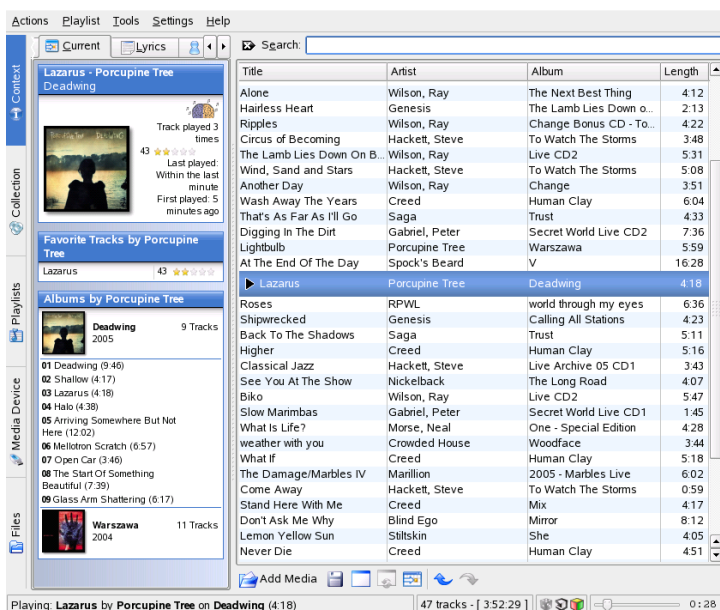 Actions Playlist Tools Settings Help
Current Lyrics
Search:
Context
Collection
Playlists
Media Device
Files
Lazarus - Porcupine Tree
Deadwing
Track played 3
times
43
Last played:
Within the last
minute
First played: 5
minutes ago
Favorite Tracks by Porcupine
Tree
Lazarus 43
Albums by Porcupine Tree
Deadwing 9 Tracks
2005
01 Deadwing (9:46)
02 Shallow (4:17)
03 Lazarus (4:18)
04 Halo (4:38)
05 Arriving Somewhere But Not
Here (12:02)
06 Mellotron Scratch (6:57)
07 Open Car (3:46)
08 The Start Of Something
Beautiful (7:39)
09 Glass Arm Shattering (6:17)
Warszawa 11 Tracks
2004
Title Artist Album Length
Alone Wilson, Ray The Next Best Thing 4:12
Hairless Heart Genesis The Lamb Lies Down o... 2:13
Ripples Wilson, Ray Change Bonus CD - To... 4:22
Circus of Becoming Hackett, Steve To Watch The Storms 3:48
The Lamb Lies Down On B... Wilson, Ray Live CD2 5:31
Wind, Sand and Stars Hackett, Steve To Watch The Storms 5:08
Another Day Wilson, Ray Change 3:51
Wash Away The Years Creed Human Clay 6:04
That's As Far As I'll Go Saga Trust 4:33
Digging In The Dirt Gabriel, Peter Secret World Live CD2 7:36
Lightbulb Porcupine Tree Warszawa 5:59
At The End Of The Day Spock's Beard V 16:28
Lazarus Porcupine Tree Deadwing 4:18
Roses RPWL world through my eyes 6:36
Shipwrecked Genesis Calling All Stations 4:23
Back To The Shadows Saga Trust 5:11
Higher Creed Human Clay 5:16
Classical Jazz Hackett, Steve Live Archive 05 CD1 3:43
See You At The Show Nickelback The Long Road 4:07
Biko Wilson, Ray Live CD2 5:47
Slow Marimbas Gabriel, Peter Secret World Live CD1 1:45
What Is Life? Morse, Neal One - Special Edition 4:28
weather with you Crowded House Woodface 3:44
What If Creed Human Clay 5:18
The Damage/Marbles IV Marillion 2005 - Marbles Live 6:02
Come Away Hackett, Steve To Watch The Storms 0:59
Stand Here With Me Creed Mix 4:17
Don't Ask Me Why Blind Ego Mirror 8:12
Lemon Yellow Sun Stiltskin She 4:05
Never Die Creed Human Clay 4:51
Add Media
Playing: Lazarus by Porcupine Tree on Deadwing (4:18) 47 tracks - [ 3:52:29 ] 0:28